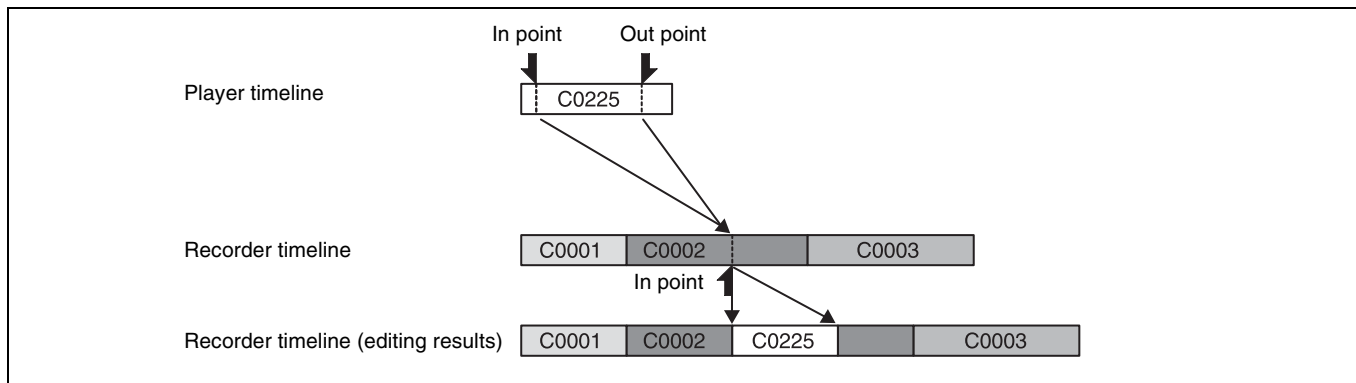 In point Out point
Player timeline C0225
Recorder timeline C0001 C0002 C0003
In point
Recorder timeline (editing results) C0001 C0002 C0225 C0003